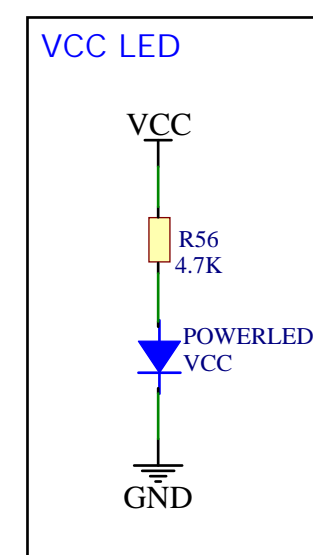 VCC LED
VCC
R56
4.7K
POWERLED
VCC
GND